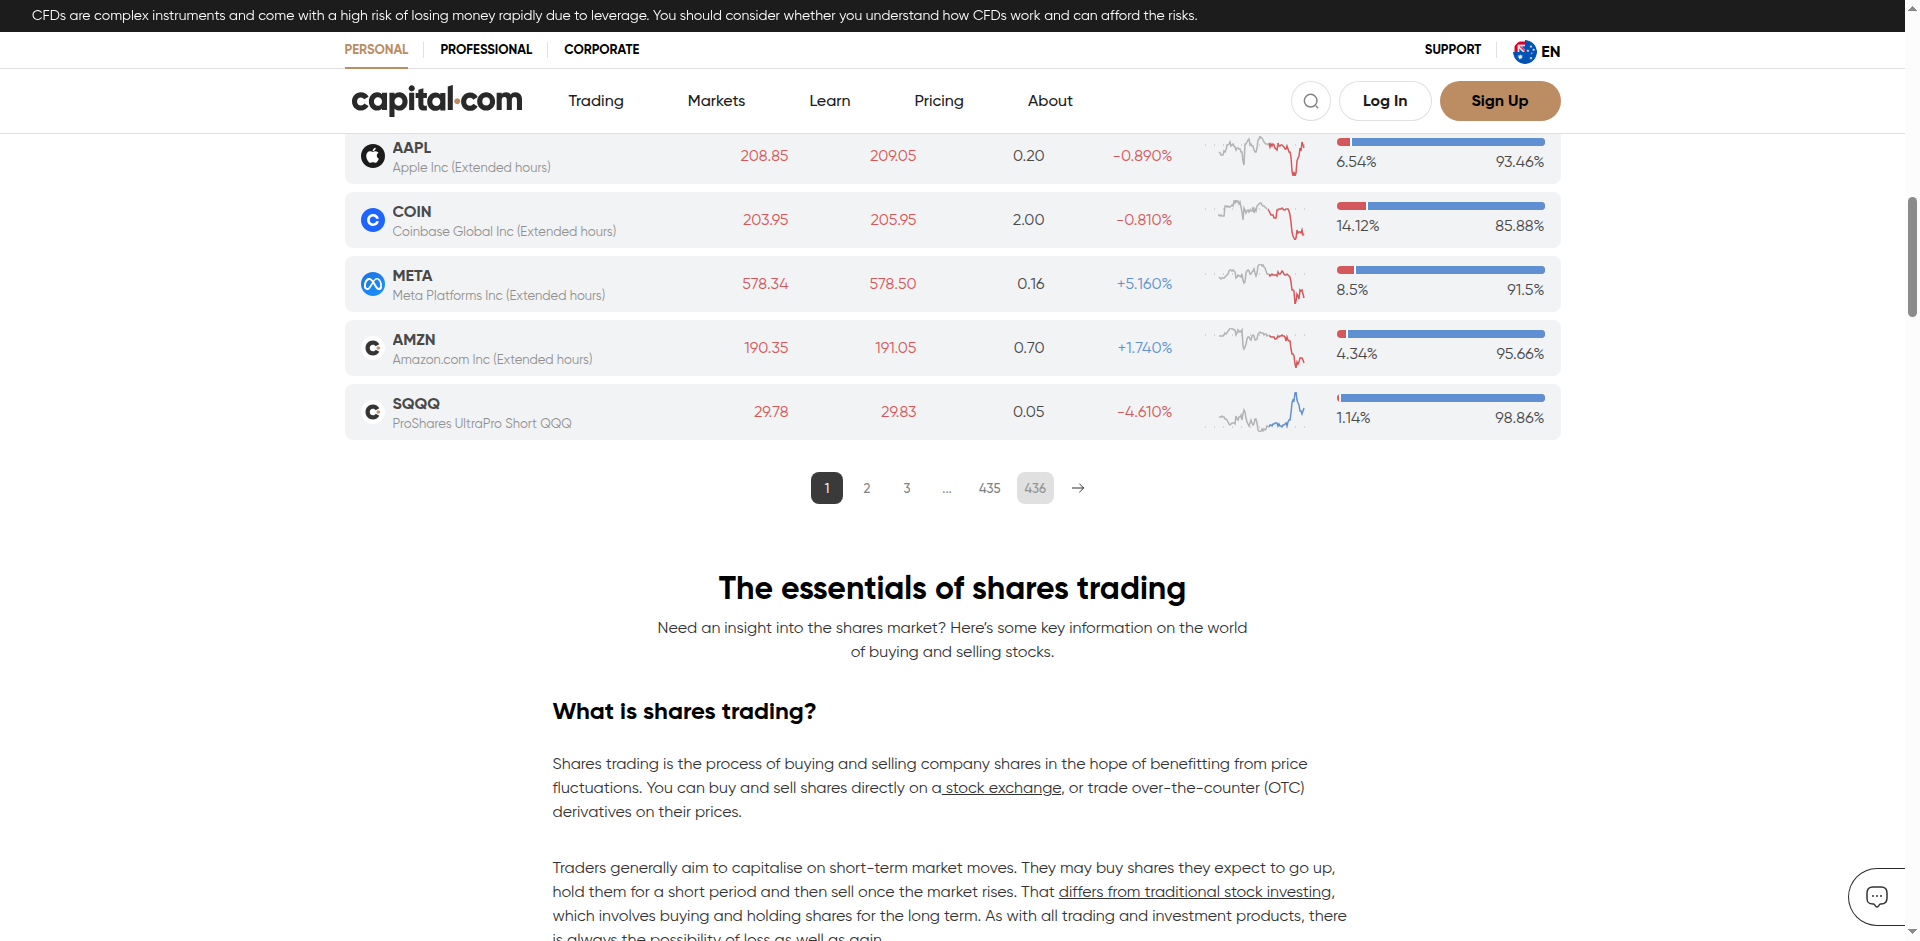 CFDs are complex instruments and come with a high risk of losing money rapidly due to leverage. You should consider whether you understand how CFDs work and can afford the risks.
PERSONAL PROFESSIONAL CORPORATE SUPPORT EN
capital.com Trading Markets Learn Pricing About Log In Sign Up
AAPL
Apple Inc (Extended hours) 208.85 209.05 0.20 -0.890% 6.54% 93.46%
COIN
Coinbase Global Inc (Extended hours) 203.95 205.95 2.00 -0.810% 14.12% 85.88%
META
Meta Platforms Inc (Extended hours) 578.34 578.50 0.16 +5.160% 8.5% 91.5%
AMZN
Amazon.com Inc (Extended hours) 190.35 191.05 0.70 +1.740% 4.34% 95.66%
SQQQ
ProShares UltraPro Short QQQ 29.78 29.83 0.05 -4.610% 1.14% 98.86%
1 2 3 ... 435 436
The essentials of shares trading
Need an insight into the shares market? Here's some key information on the world
of buying and selling stocks.
What is shares trading?
Shares trading is the process of buying and selling company shares in the hope of benefitting from price
fluctuations. You can buy and sell shares directly on a stock exchange, or trade over-the-counter (OTC)
derivatives on their prices.
Traders generally aim to capitalise on short-term market moves. They may buy shares they expect to go up,
hold them for a short period and then sell once the market rises. That differs from traditional stock investing,
which involves buying and holding shares for the long term. As with all trading and investment products, there
is always the possibility of loss as well as gain.